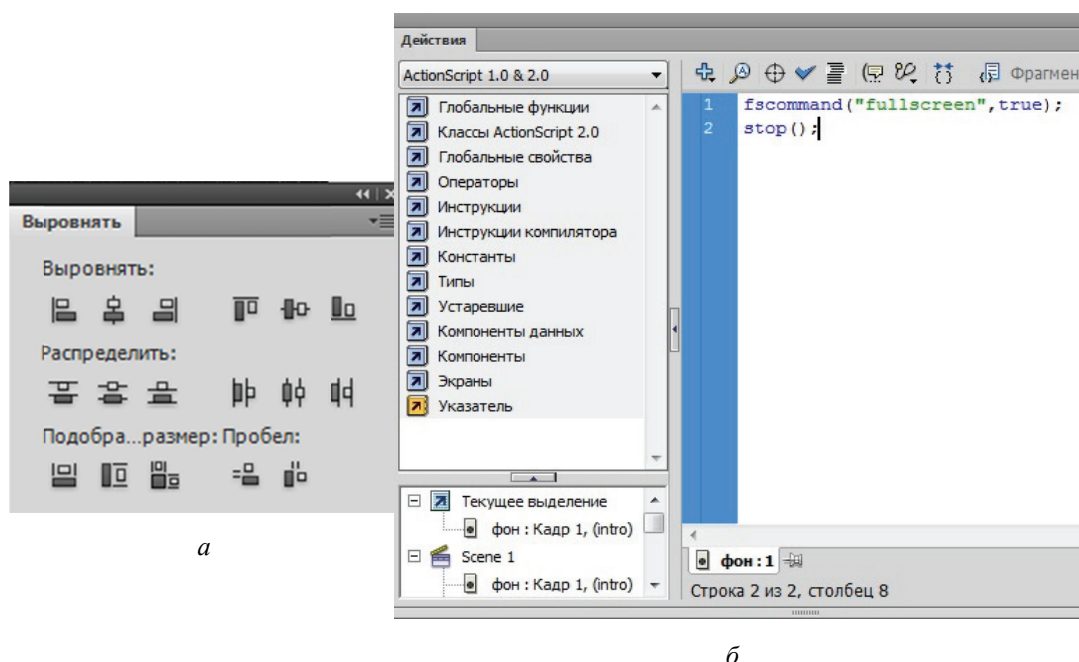 Выровнять
Выровнять:
Распределить:
Подобра...размер: Пробел:
а
Действия
ActionScript 1.0 & 2.0
Глобальные функции
Классы ActionScript 2.0
Глобальные свойства
Операторы
Инструкции
Инструкции компилятора
Константы
Типы
Устаревшие
Компоненты данных
Компоненты
Экраны
Указатель
Текущее выделение
фон : Кадр 1, (intro)
Scene 1
фон : Кадр 1, (intro)
Фрагмен
1 fscommand("fullscreen",true);
2 stop();
фон : 1
Строка 2 из 2, столбец 8
б